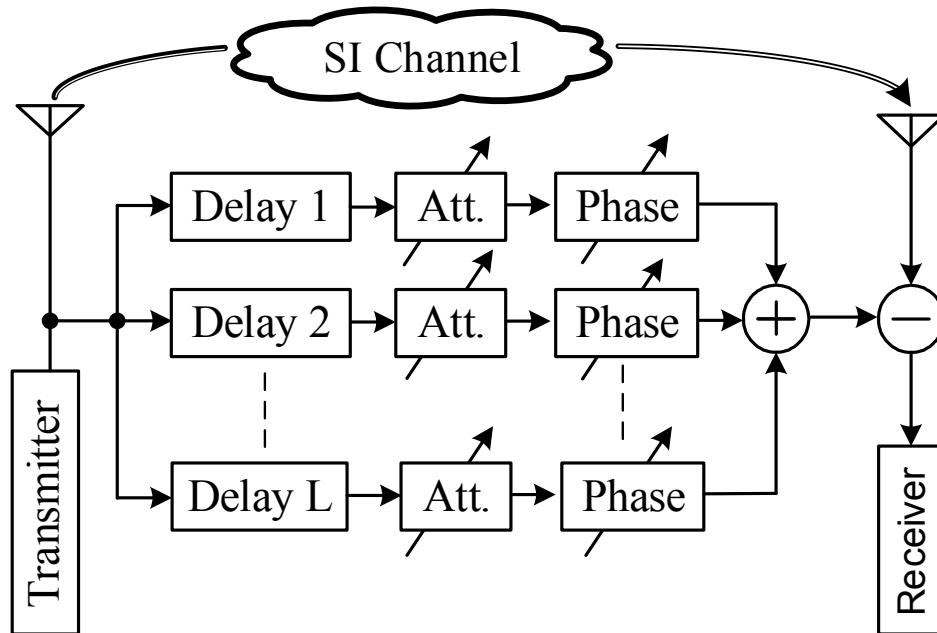 SI Channel
Delay 1
Att.
Phase
Delay 2
Att.
Phase
+
−
Delay L
Att.
Phase
Transmitter
Receiver